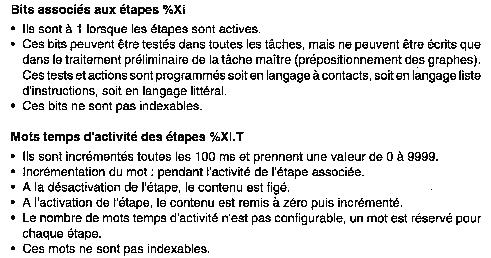 Bits associés aux étapes %Xi
• Ils sont à 1 lorsque les étapes sont actives.
• Ces bits peuvent être testés dans toutes les tâches, mais ne peuvent être écrits que
dans le traitement préliminaire de la tâche maître (prépositionnement des graphes).
Ces tests et actions sont programmés soit en langage à contacts, soit en langage liste
d'instructions, soit en langage littéral.
• Ces bits ne sont pas indexables.
Mots temps d'activité des étapes %Xi.T
• Ils sont incrémentés toutes les 100 ms et prennent une valeur de 0 à 9999.
• Incrémentation du mot : pendant l'activité de l'étape associée.
• A la désactivation de l'étape, le contenu est figé.
• A l'activation de l'étape, le contenu est remis à zéro puis incrémenté.
• Le nombre de mots temps d'activité n'est pas configurable, un mot est réservé pour
chaque étape.
• Ces mots ne sont pas indexables.